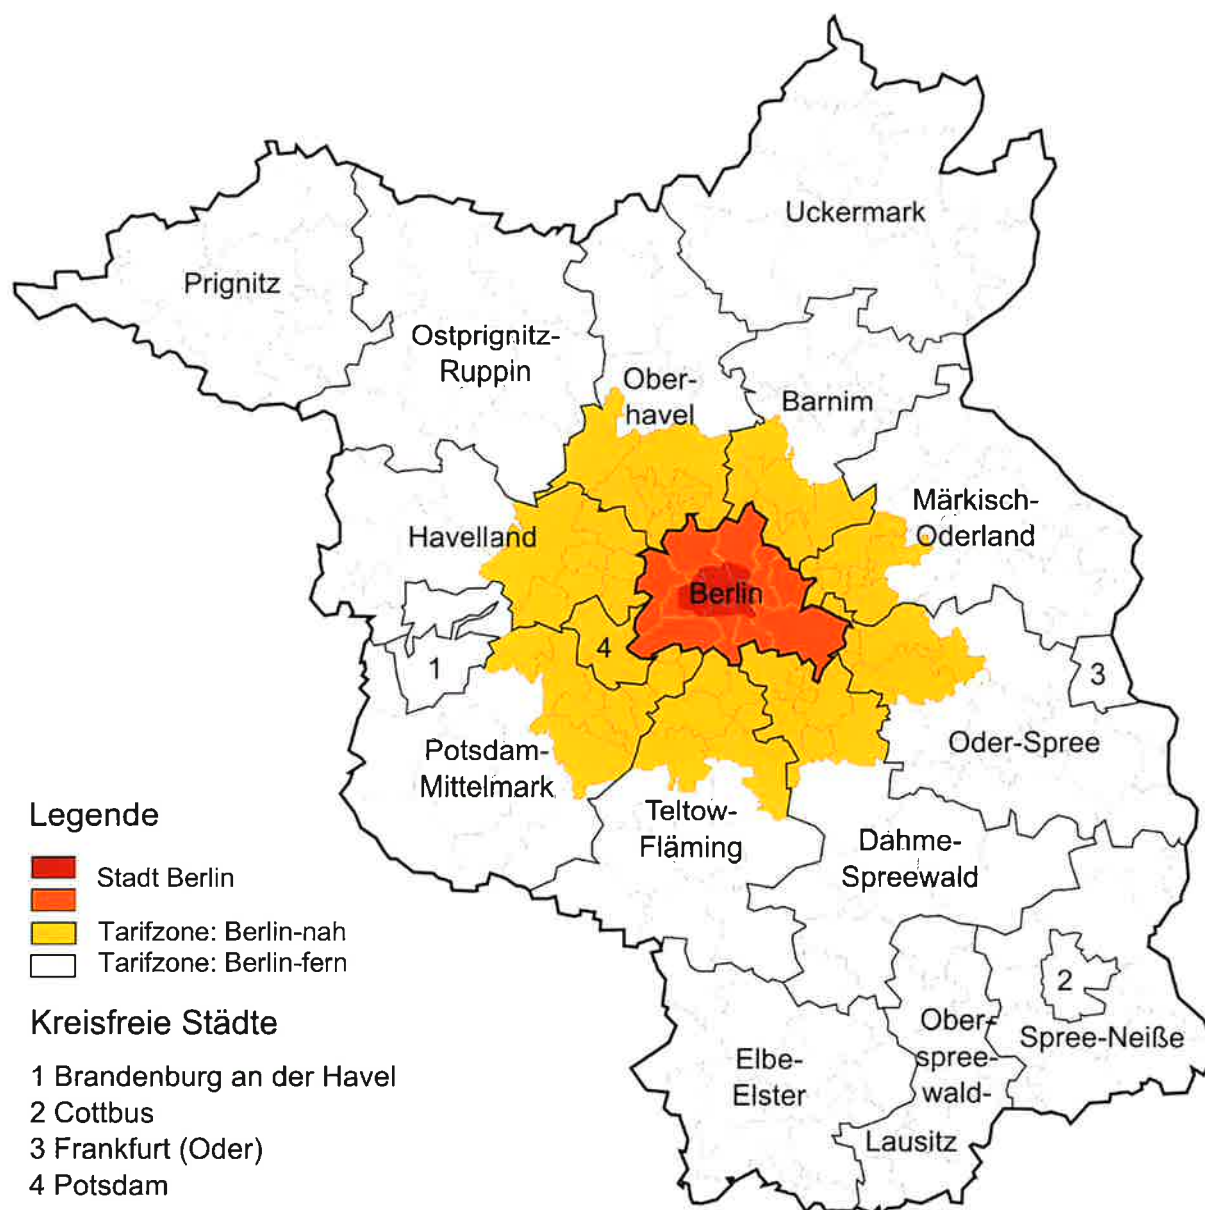 Uckermark
Prignitz
Ostprignitz-
Ruppin
Ober-
havel
Barnim
Märkisch-
Oderland
Havelland
Berlin
4
1
3
Oder-Spree
Potsdam-
Mittelmark
Teltow-
Fläming
Dahme-
Spreewald
2
Ober-
spree-
wald-
Lausitz
Spree-Neiße
Elbe-
Elster
Legende
Stadt Berlin
Tarifzone: Berlin-nah
Tarifzone: Berlin-fern
Kreisfreie Städte
1 Brandenburg an der Havel
2 Cottbus
3 Frankfurt (Oder)
4 Potsdam